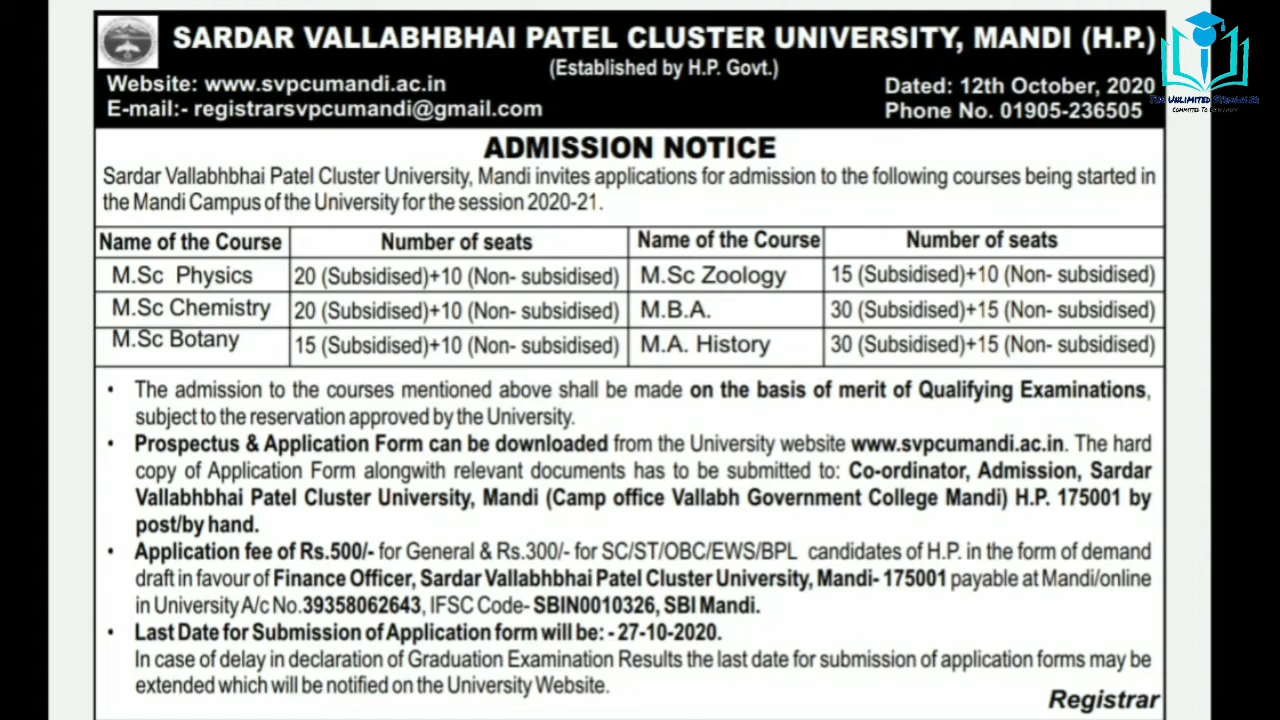 SARDAR VALLABHBHAI PATEL CLUSTER UNIVERSITY, MANDI (H.P.)
(Established by H.P. Govt.)
Website: www.svpcumandi.ac.in
E-mail:- registrarsvpcumandi@gmail.com
Dated: 12th October, 2020
Phone No. 01905-236505
COMMITTED TO
ADMISSION NOTICE
Sardar Vallabhbhai Patel Cluster University, Mandi invites applications for admission to the following courses being started in
the Mandi Campus of the University for the session 2020-21.
Name of the Course Number of seats Name of the Course Number of seats
M.Sc Physics 20 (Subsidised)+10 (Non- subsidised) M.Sc Zoology 15 (Subsidised)+10 (Non- subsidised)
M.Sc Chemistry 20 (Subsidised)+10 (Non- subsidised) M.B.A. 30 (Subsidised)+15 (Non- subsidised)
M.Sc Botany 15 (Subsidised)+10 (Non- subsidised) M.A. History 30 (Subsidised)+15 (Non- subsidised)
• The admission to the courses mentioned above shall be made on the basis of merit of Qualifying Examinations,
subject to the reservation approved by the University.
• Prospectus & Application Form can be downloaded from the University website www.svpcumandi.ac.in. The hard
copy of Application Form alongwith relevant documents has to be submitted to: Co-ordinator, Admission, Sardar
Vallabhbhai Patel Cluster University, Mandi (Camp office Vallabh Government College Mandi) H.P. 175001 by
post/by hand.
• Application fee of Rs.500/- for General & Rs.300/- for SC/ST/OBC/EWS/BPL candidates of H.P. in the form of demand
draft in favour of Finance Officer, Sardar Vallabhbhai Patel Cluster University, Mandi- 175001 payable at Mandi/online
in University A/c No.39358062643, IFSC Code- SBIN0010326, SBI Mandi.
• Last Date for Submission of Application form will be: - 27-10-2020.
In case of delay in declaration of Graduation Examination Results the last date for submission of application forms may be
extended which will be notified on the University Website.
Registrar